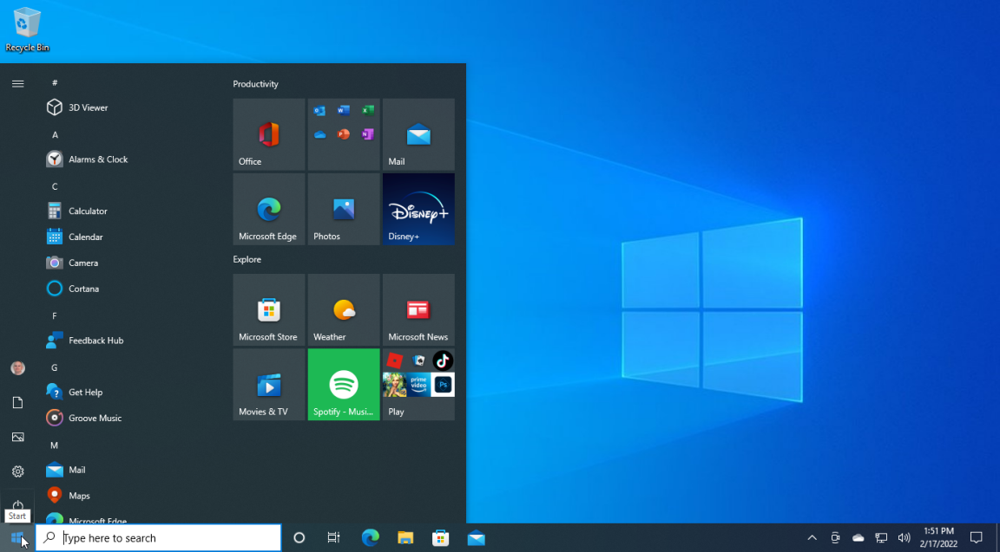 Recycle Bin
#
3D Viewer
A
Alarms & Clock
C
Calculator
Calendar
Camera
Cortana
F
Feedback Hub
G
Get Help
Groove Music
M
Mail
Maps
Microsoft Edge
Productivity
Office
Mail
Microsoft Edge
Photos
Disney+
Disney+
Explore
Microsoft Store
Weather
Microsoft News
Movies & TV
Spotify - Musi...
prime
video
Ps
Play
Start
Type here to search
1:51 PM
2/17/2022